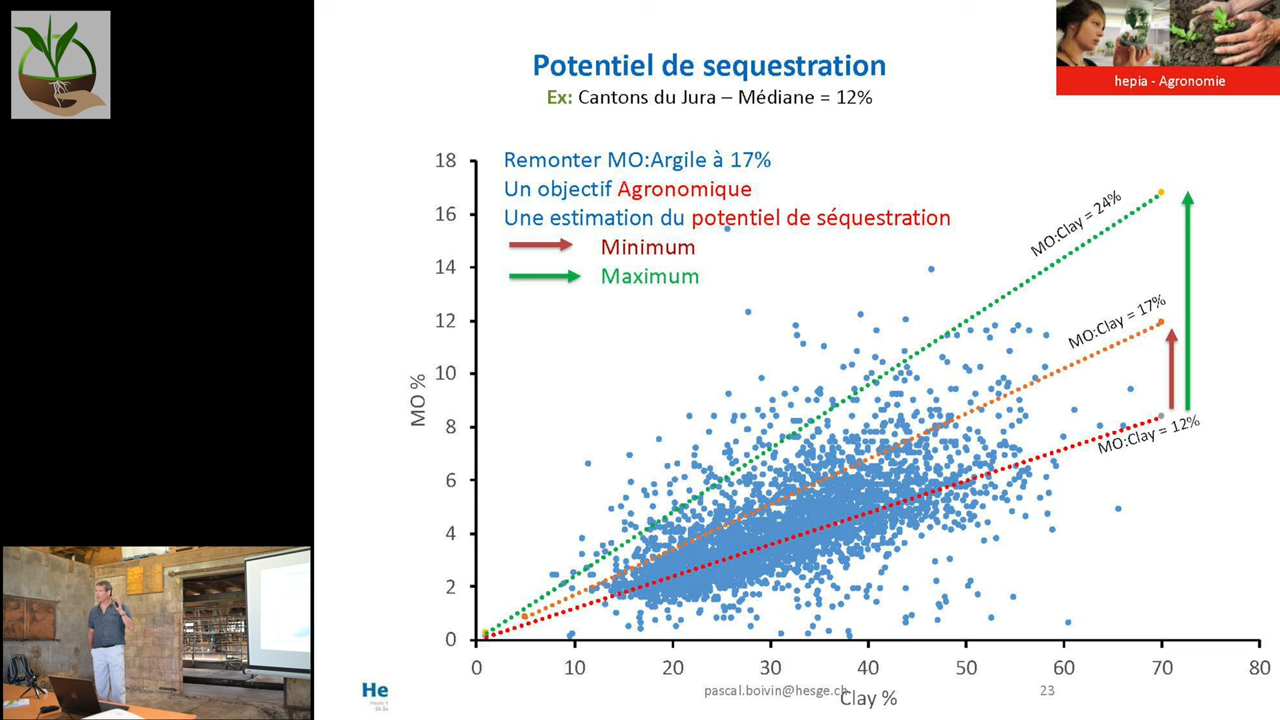 Potentiel de sequestration
Ex: Cantons du Jura – Médiane = 12%
hepia - Agronomie
Remonter MO:Argile à 17%
Un objectif Agronomique
Une estimation du potentiel de séquestration
Minimum
Maximum
MO:Clay = 24%
MO:Clay = 17%
MO:Clay = 12%
MO %
18
16
14
12
10
8
6
4
2
0
0 10 20 30 40 50 60 70 80
Clay %
He
pascal.boivin@hesge.ch
23